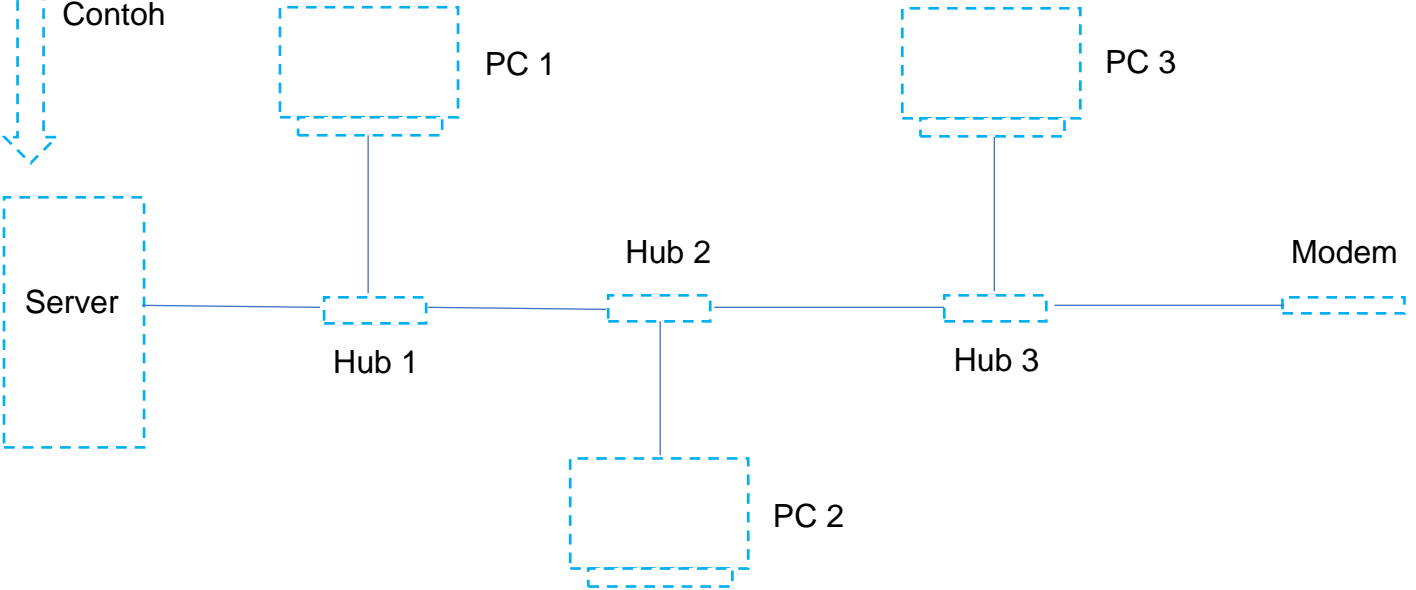 Contoh
PC 1
PC 3
Hub 2
Modem
Server
Hub 1
Hub 3
PC 2